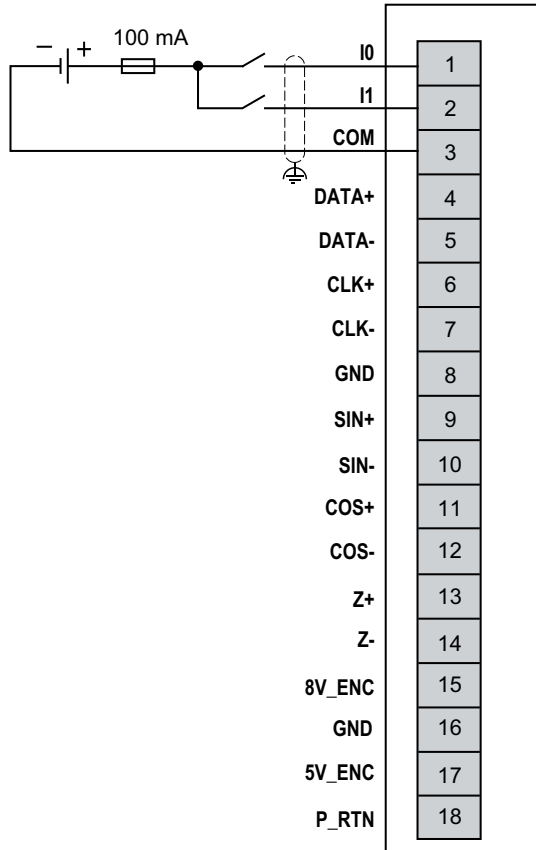 − + 100 mA
I0 1
I1 2
COM 3
DATA+ 4
DATA- 5
CLK+ 6
CLK- 7
GND 8
SIN+ 9
SIN- 10
COS+ 11
COS- 12
Z+ 13
Z- 14
8V_ENC 15
GND 16
5V_ENC 17
P_RTN 18